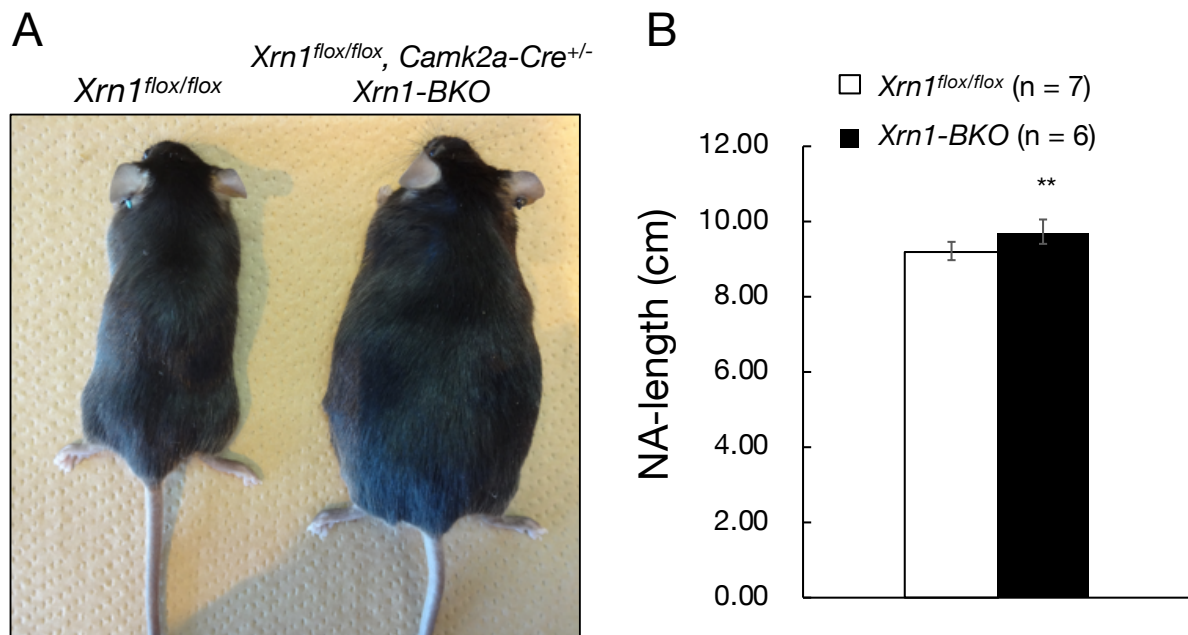 A
Xrn1flox/flox
Xrn1flox/flox, Camk2a-Cre+/-
Xrn1-BKO
B
Xrn1flox/flox (n = 7)
Xrn1-BKO (n = 6)
**
NA-length (cm)
12.00
10.00
8.00
6.00
4.00
2.00
0.00